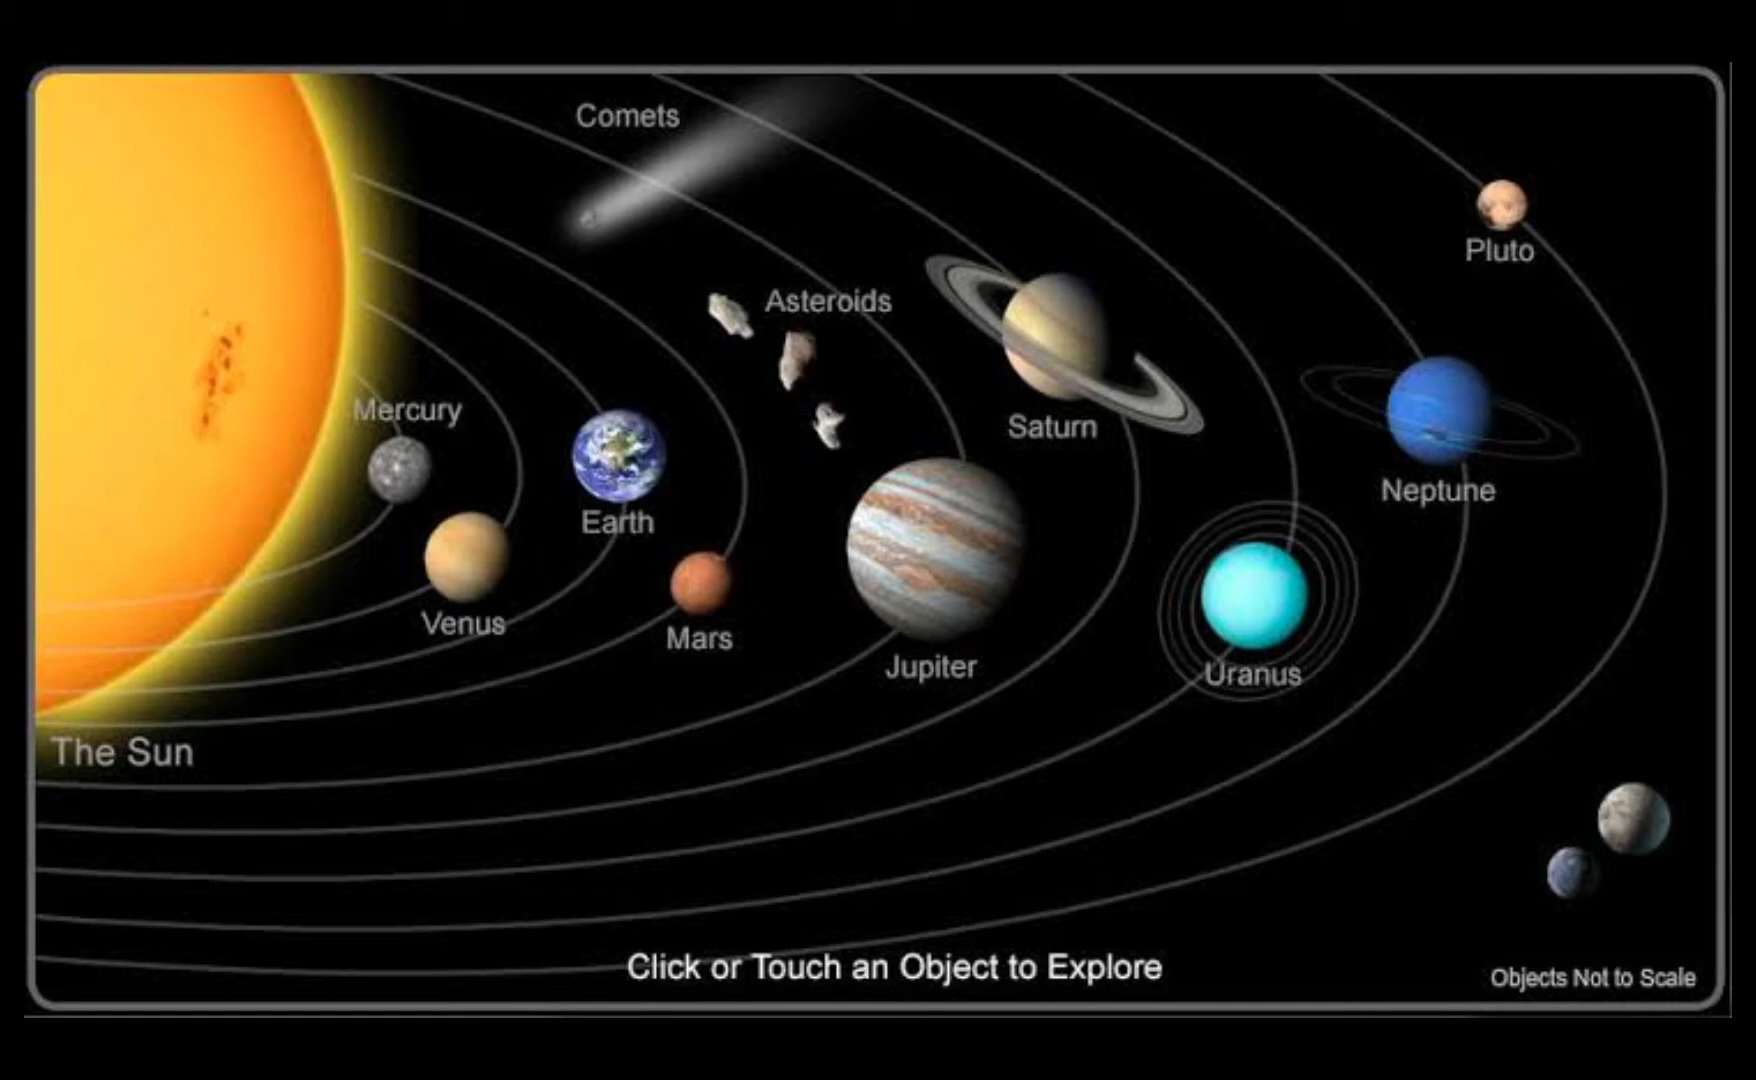 Comets
Pluto
Asteroids
Mercury
Saturn
Neptune
Earth
Venus
Mars
Jupiter
Uranus
The Sun
Click or Touch an Object to Explore
Objects Not to Scale